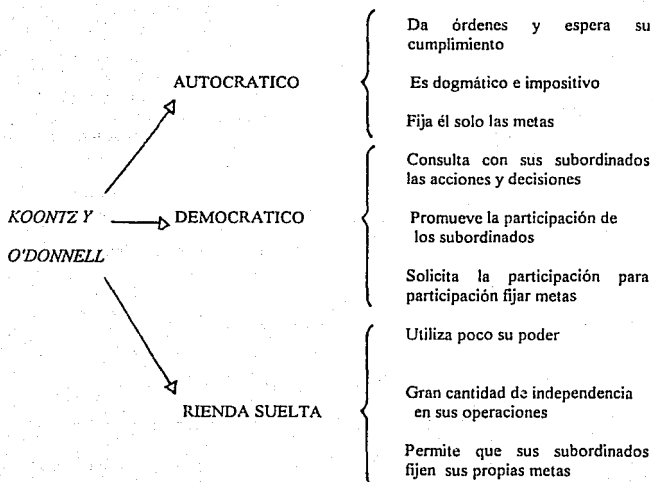 KOONTZ Y
O'DONNELL
AUTOCRATICO
Da órdenes y espera su
cumplimiento
Es dogmático e impositivo
Fija él solo las metas
DEMOCRATICO
Consulta con sus subordinados
las acciones y decisiones
Promueve la participación de
los subordinados
Solicita la participación para
participación fijar metas
RIENDA SUELTA
Utiliza poco su poder
Gran cantidad de independencia
en sus operaciones
Permite que sus subordinados
fijen sus propias metas